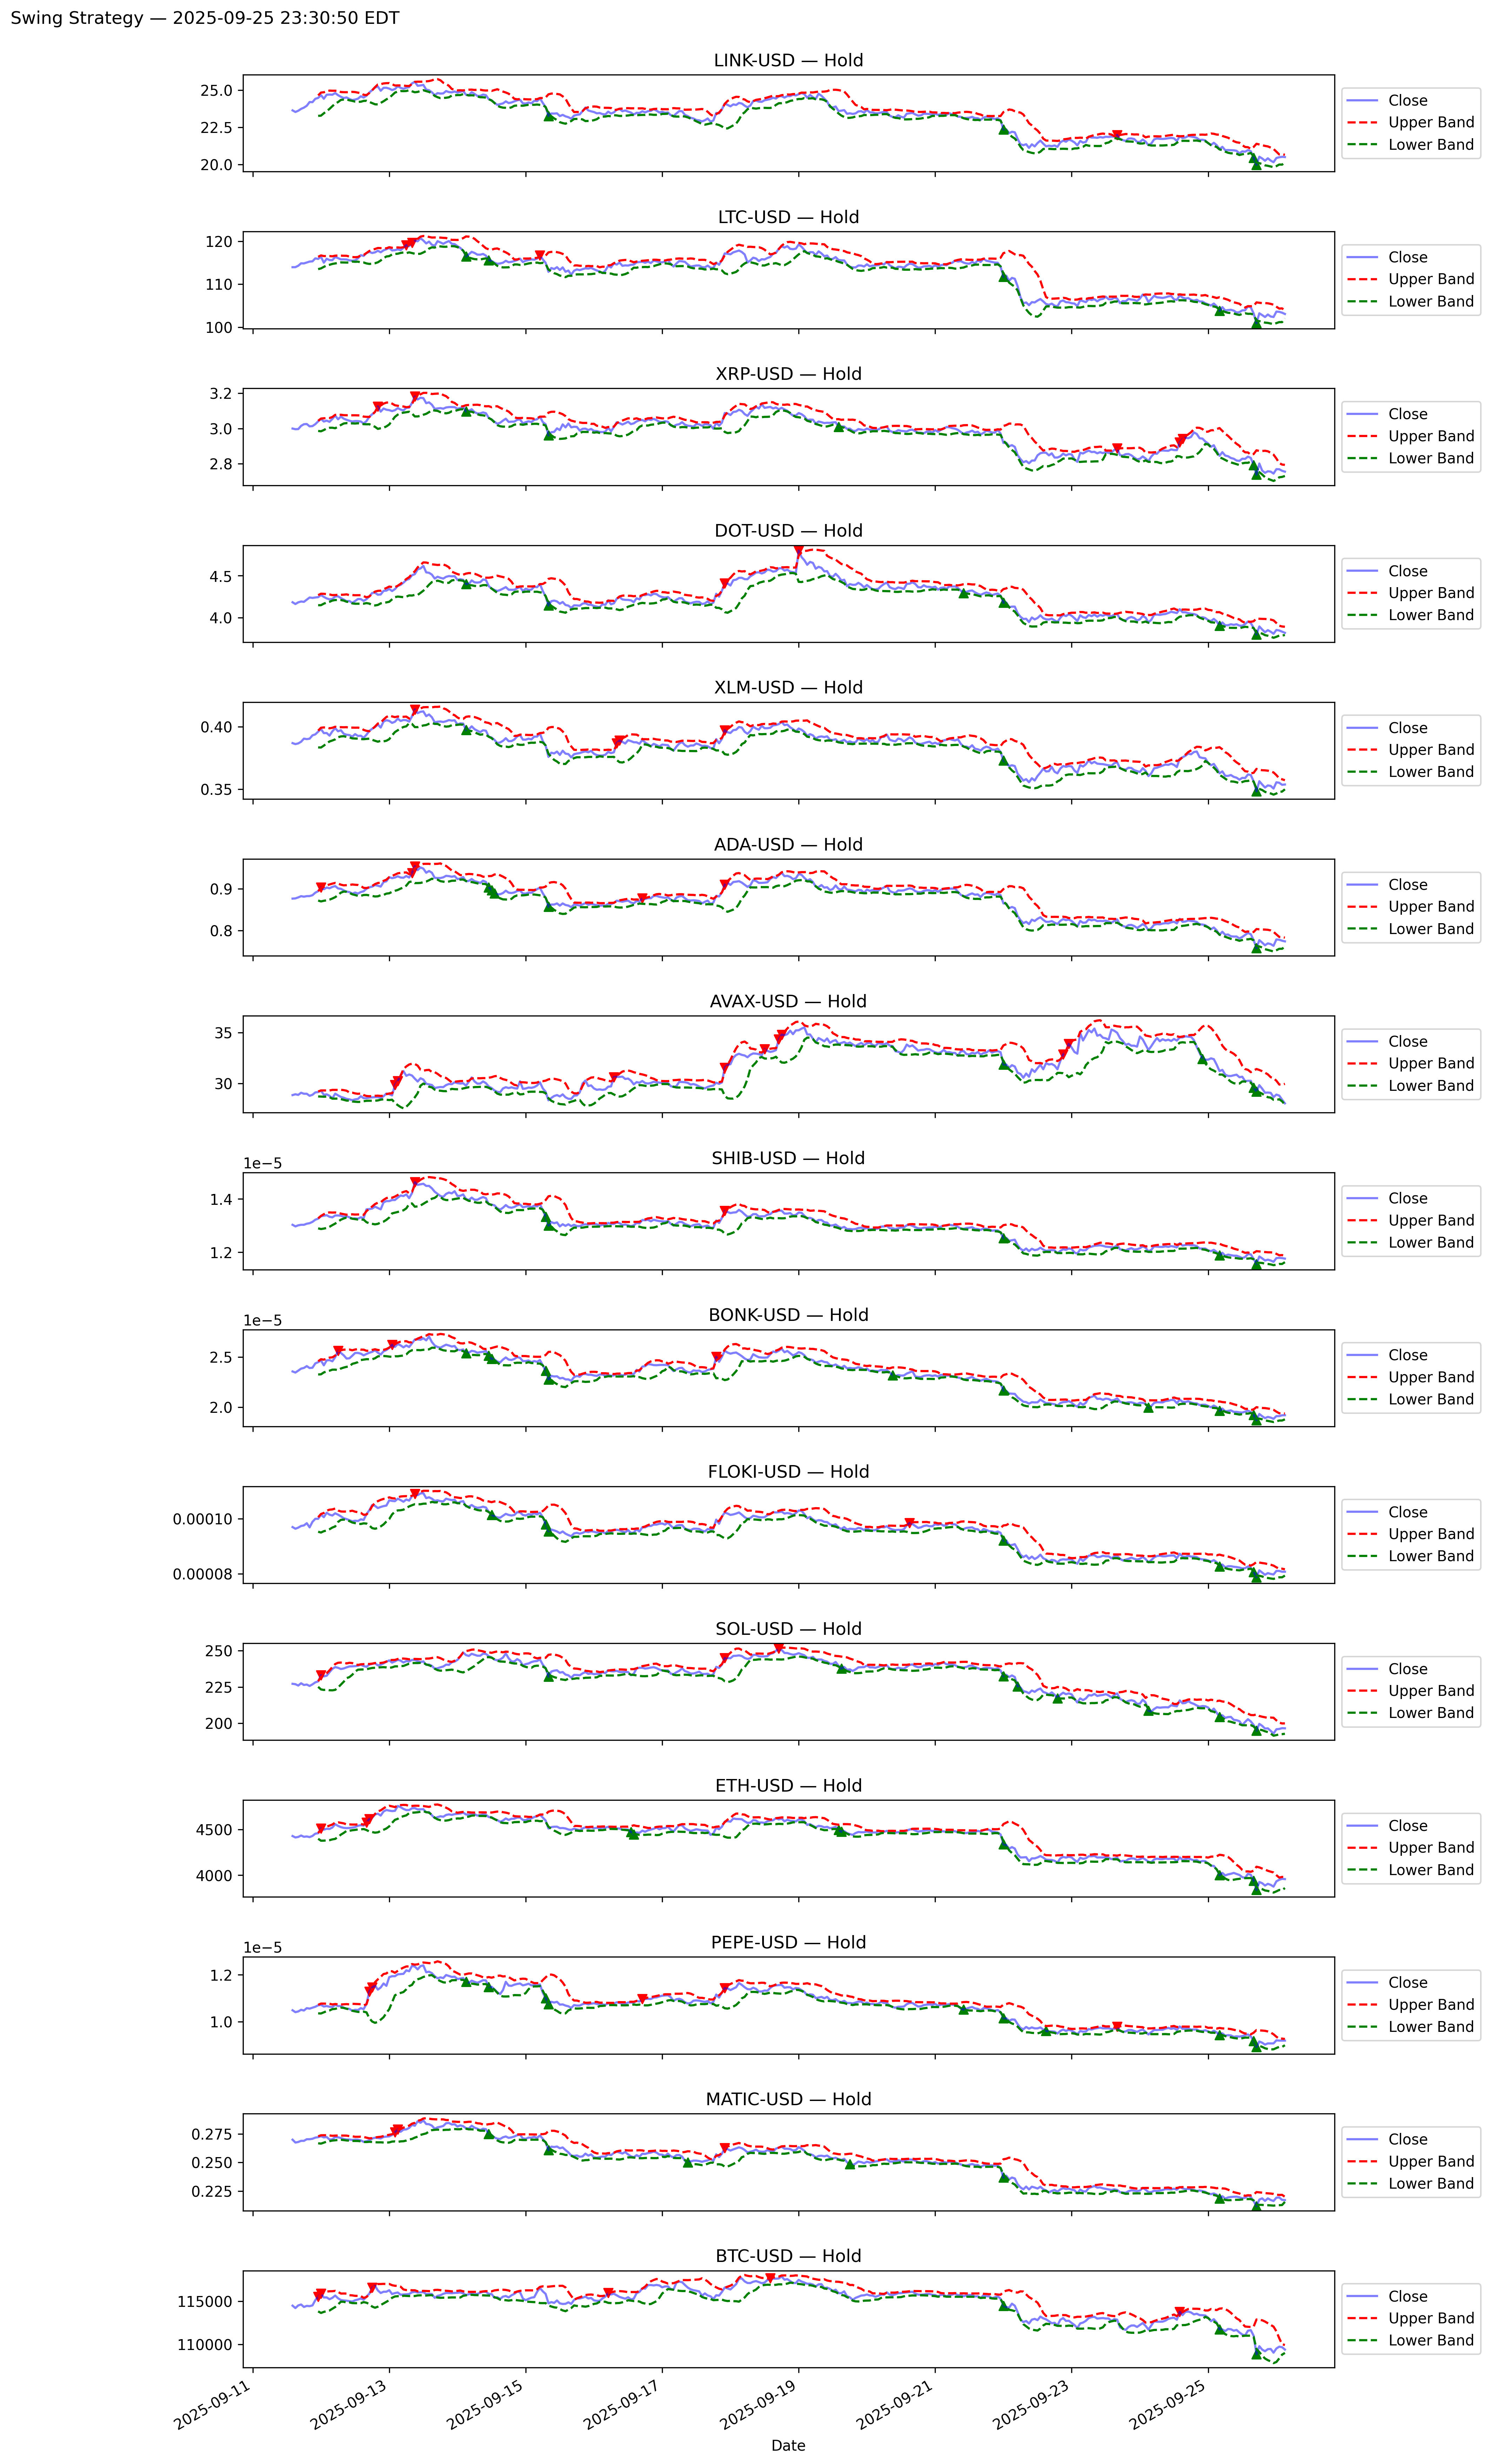 Swing Strategy — 2025-09-25 23:30:50 EDT
LINK-USD — Hold
25.0
22.5
20.0
Close
Upper Band
Lower Band
LTC-USD — Hold
120
110
100
Close
Upper Band
Lower Band
XRP-USD — Hold
3.2
3.0
2.8
Close
Upper Band
Lower Band
DOT-USD — Hold
4.5
4.0
Close
Upper Band
Lower Band
XLM-USD — Hold
0.40
0.35
Close
Upper Band
Lower Band
ADA-USD — Hold
0.9
0.8
Close
Upper Band
Lower Band
AVAX-USD — Hold
35
30
Close
Upper Band
Lower Band
SHIB-USD — Hold
1e−5
1.4
1.2
Close
Upper Band
Lower Band
BONK-USD — Hold
1e−5
2.5
2.0
Close
Upper Band
Lower Band
FLOKI-USD — Hold
0.00010
0.00008
Close
Upper Band
Lower Band
SOL-USD — Hold
250
225
200
Close
Upper Band
Lower Band
ETH-USD — Hold
4500
4000
Close
Upper Band
Lower Band
PEPE-USD — Hold
1e−5
1.2
1.0
Close
Upper Band
Lower Band
MATIC-USD — Hold
0.275
0.250
0.225
Close
Upper Band
Lower Band
BTC-USD — Hold
115000
110000
Close
Upper Band
Lower Band
2025-09-11
2025-09-13
2025-09-15
2025-09-17
2025-09-19
2025-09-21
2025-09-23
2025-09-25
Date